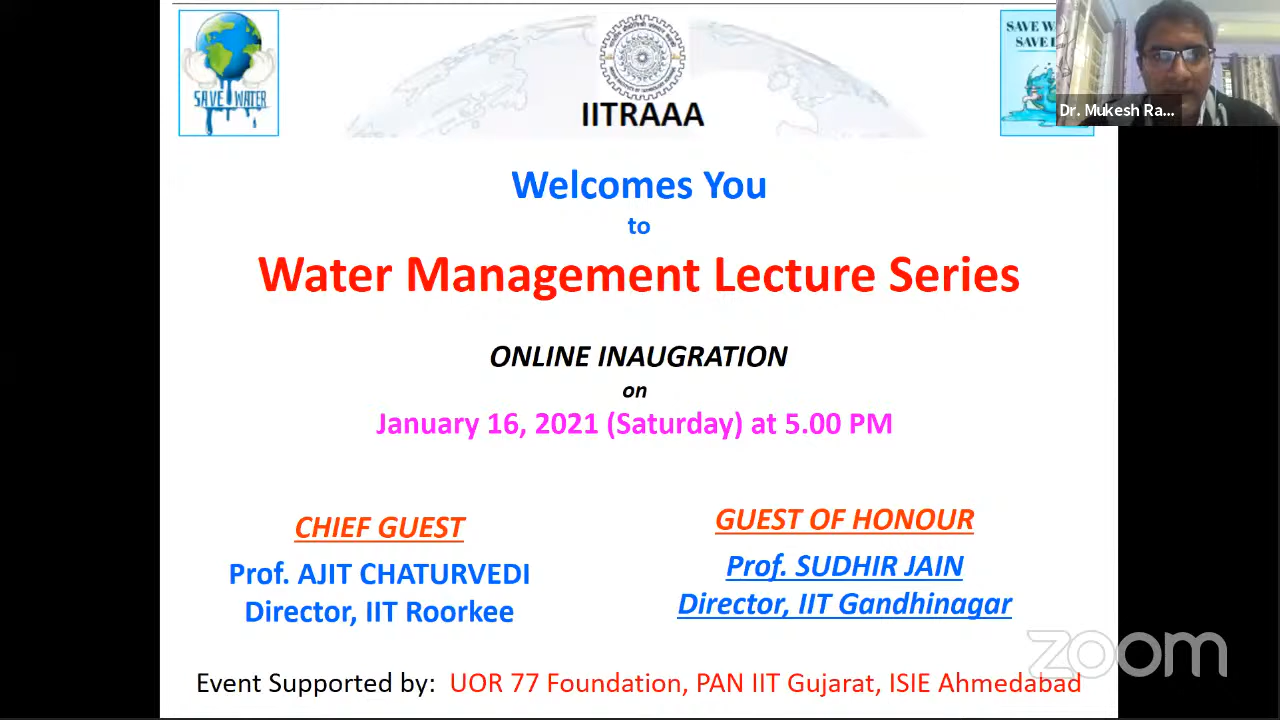 SAVE WATER
IITRAAA
SAVE W
SAVE
Dr. Mukesh Ra...
Welcomes You
to
Water Management Lecture Series
ONLINE INAUGRATION
on
January 16, 2021 (Saturday) at 5.00 PM
CHIEF GUEST
Prof. AJIT CHATURVEDI
Director, IIT Roorkee
GUEST OF HONOUR
Prof. SUDHIR JAIN
Director, IIT Gandhinagar
zoom
Event Supported by: UOR 77 Foundation, PAN IIT Gujarat, ISIE Ahmedabad